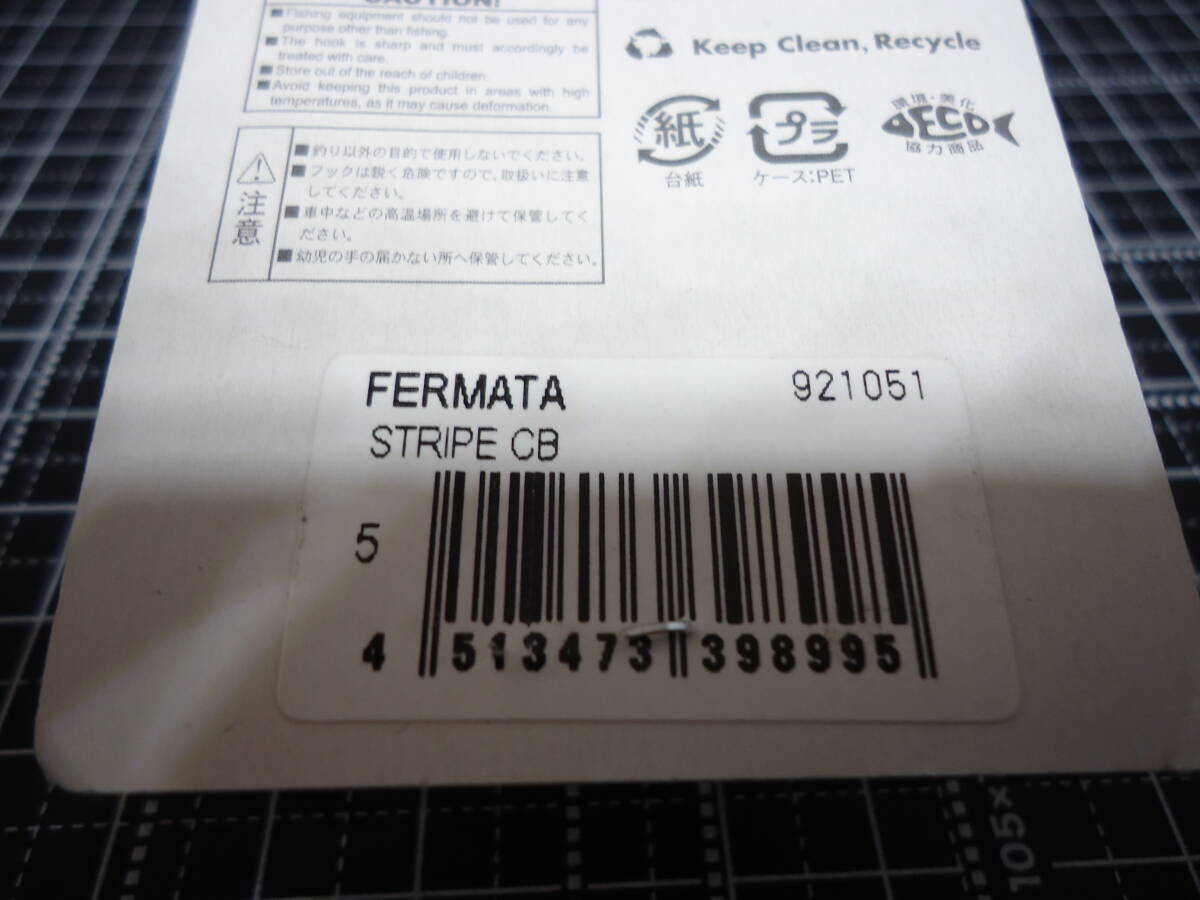 CAUTION!
■Fishing equipment should not be used for any
purpose other than fishing.
■The hook is sharp and must accordingly be
treated with care.
■Store out of the reach of children.
■Avoid keeping this product in areas with high
temperatures, as it may cause deformation.
Keep Clean, Recycle
紙
台紙
プラ
ケース:PET
環境・美化
ECO
協力商品
注意
■釣り以外の目的で使用しないでください。
■フックは鋭く危険ですので、取扱いに注意
してください。
■車中などの高温場所を避けて保管してく
ださい。
■幼児の手の届かない所へ保管してください。
FERMATA 921051
STRIPE CB
5
4 513473 398995
105×